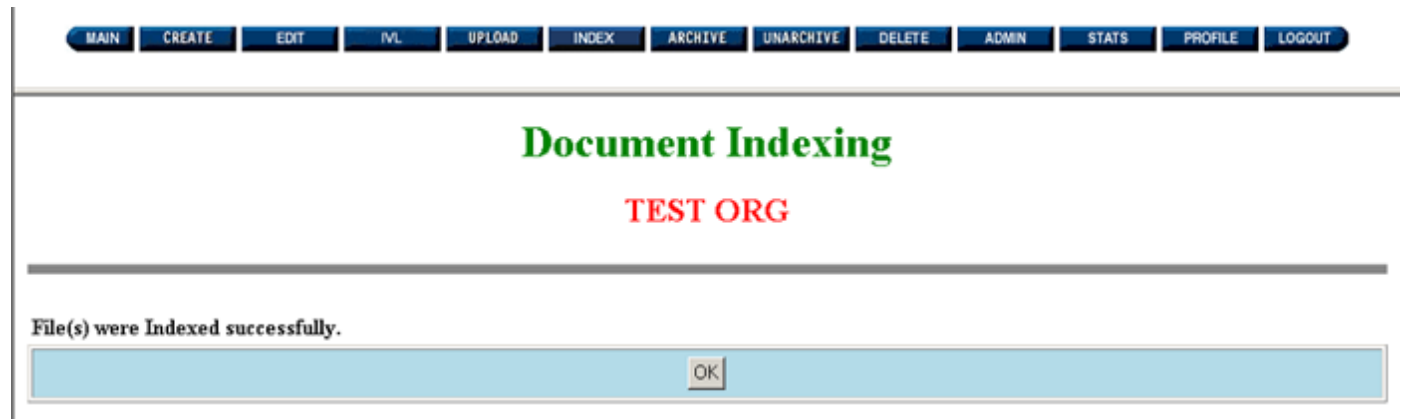 MAIN CREATE EDIT IVL UPLOAD INDEX ARCHIVE UNARCHIVE DELETE ADMIN STATS PROFILE LOGOUT
Document Indexing
TEST ORG
File(s) were Indexed successfully.
OK